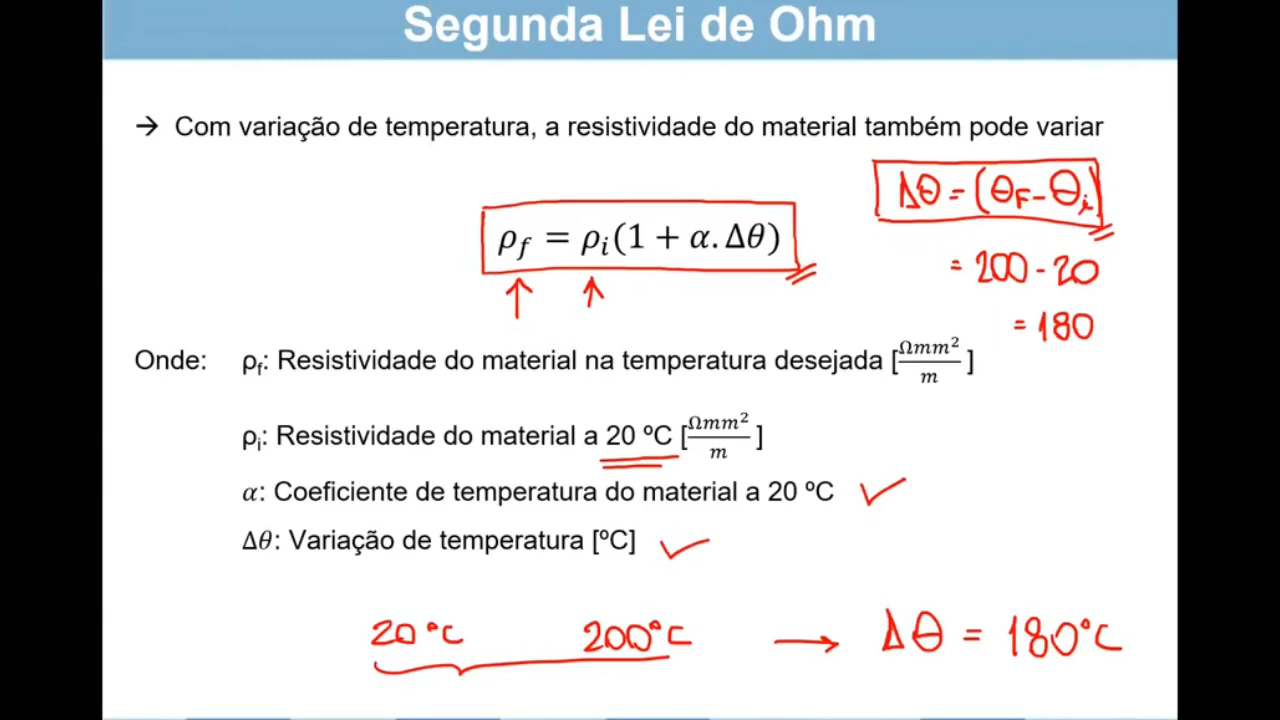 Segunda Lei de Ohm
→ Com variação de temperatura, a resistividade do material também pode variar
Δθ = (θF - θi)
ρf = ρi(1 + α. Δθ)
= 200 - 20
= 180
Onde: ρf: Resistividade do material na temperatura desejada [Ωmm²/m]
ρi: Resistividade do material a 20 ºC [Ωmm²/m]
α: Coeficiente de temperatura do material a 20 ºC ✓
Δθ: Variação de temperatura [ºC] ✓
20°C 200°C → Δθ = 180°C